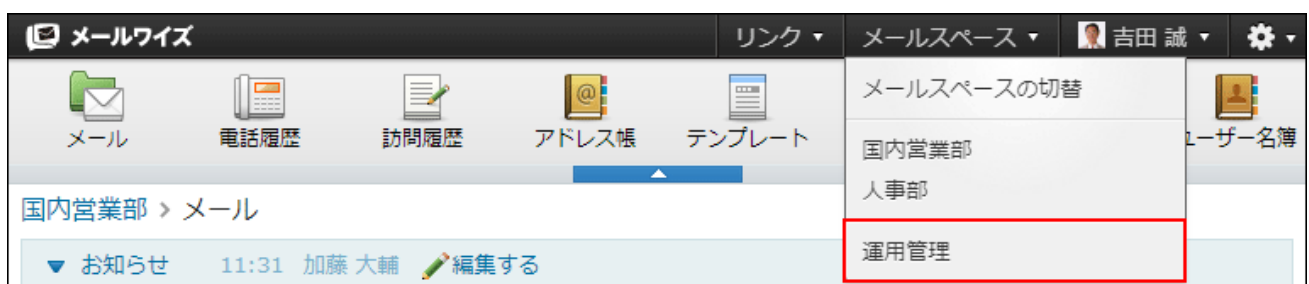 メールワイズ リンク ▼ メールスペース ▼ 吉田 誠 ▼
メールスペースの切替
メール 電話履歴 訪問履歴 アドレス帳 テンプレート ユーザー名簿
国内営業部
人事部
国内営業部 > メール
運用管理
▼ お知らせ 11:31 加藤 大輔 編集する